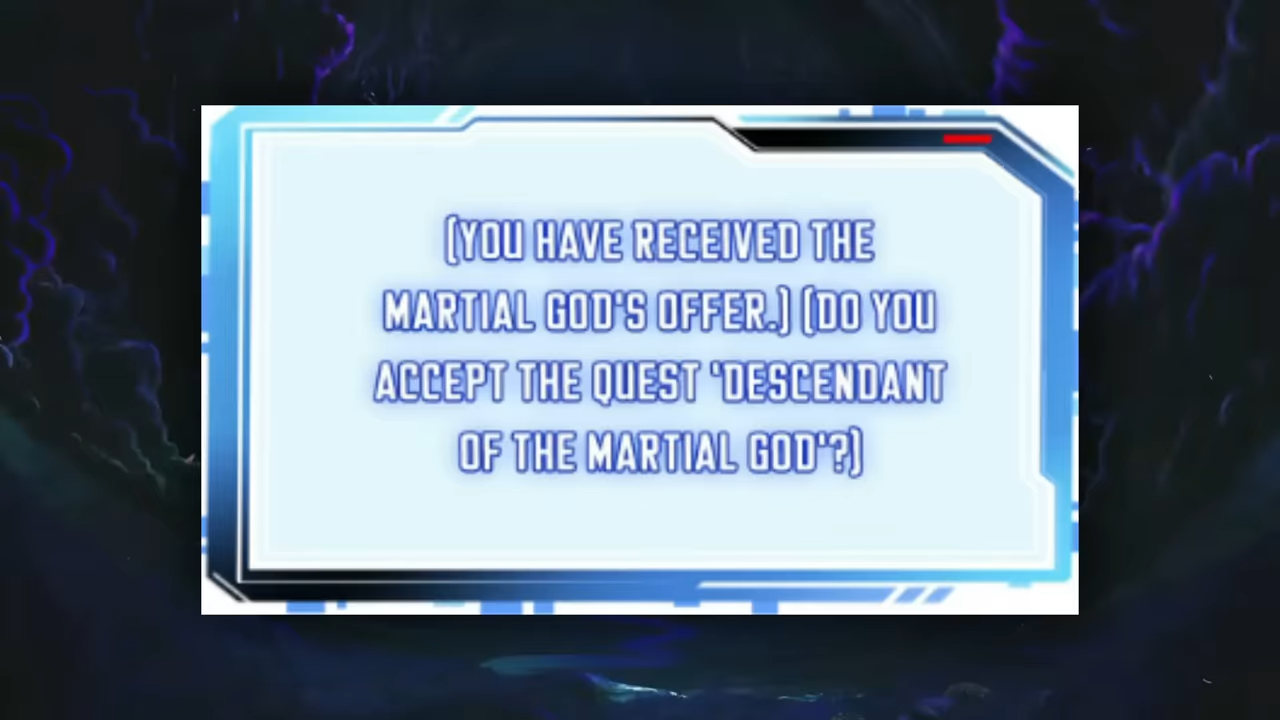 (YOU HAVE RECEIVED THE
MARTIAL GOD'S OFFER.) (DO YOU
ACCEPT THE QUEST 'DESCENDANT
OF THE MARTIAL GOD'?)